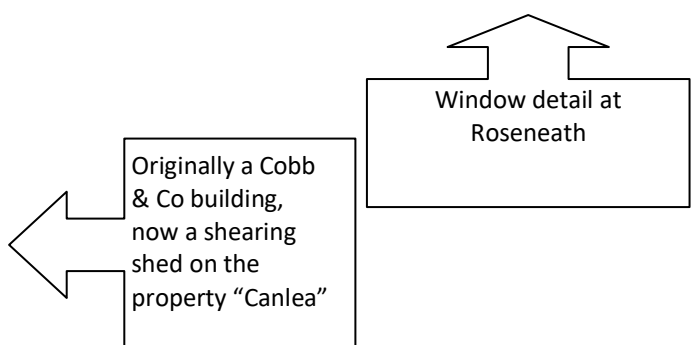 Window detail at
Roseneath
Originally a Cobb
& Co building,
now a shearing
shed on the
property “Canlea”